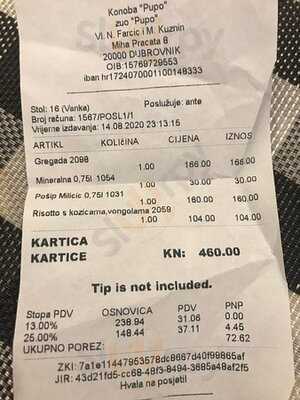 Konoba "Pupo"
zuo "Pupo"
Vl. N. Farcic i M. Kuznin
Miha Pracata 8
20000 DUBROVNIK
OIB:15769729553
iban hr1724070001100148333
Stol: 16 (Vanka) Poslužuje: ante
Broj računa: 1567/POSL1/1
Vrijeme izdavanja: 14.08.2020 23:13:15
ARTIKL KOLIČINA CIJENA IZNOS
Gregada 2098
1.00 166.00 166.00
Mineralna 0,75l 1054
1.00 30.00 30.00
Pošip Milicic 0,75l 1031
1.00 160.00 160.00
Risotto s kozicama,vongolama 2059
1.00 104.00 104.00
KARTICA
KARTICE KN: 460.00
Tip is not included.
Stopa PDV OSNOVICA PDV PNP
13.00% 238.94 31.06 0.00
25.00% 148.44 37.11 4.45
UKUPNO POREZ: 72.62
ZKI: 7a1e11447953578dc8667d40f99865af
JIR: 43d21fd5-cc68-48f3-8494-3695a48af2f5
Hvala na posjeti!